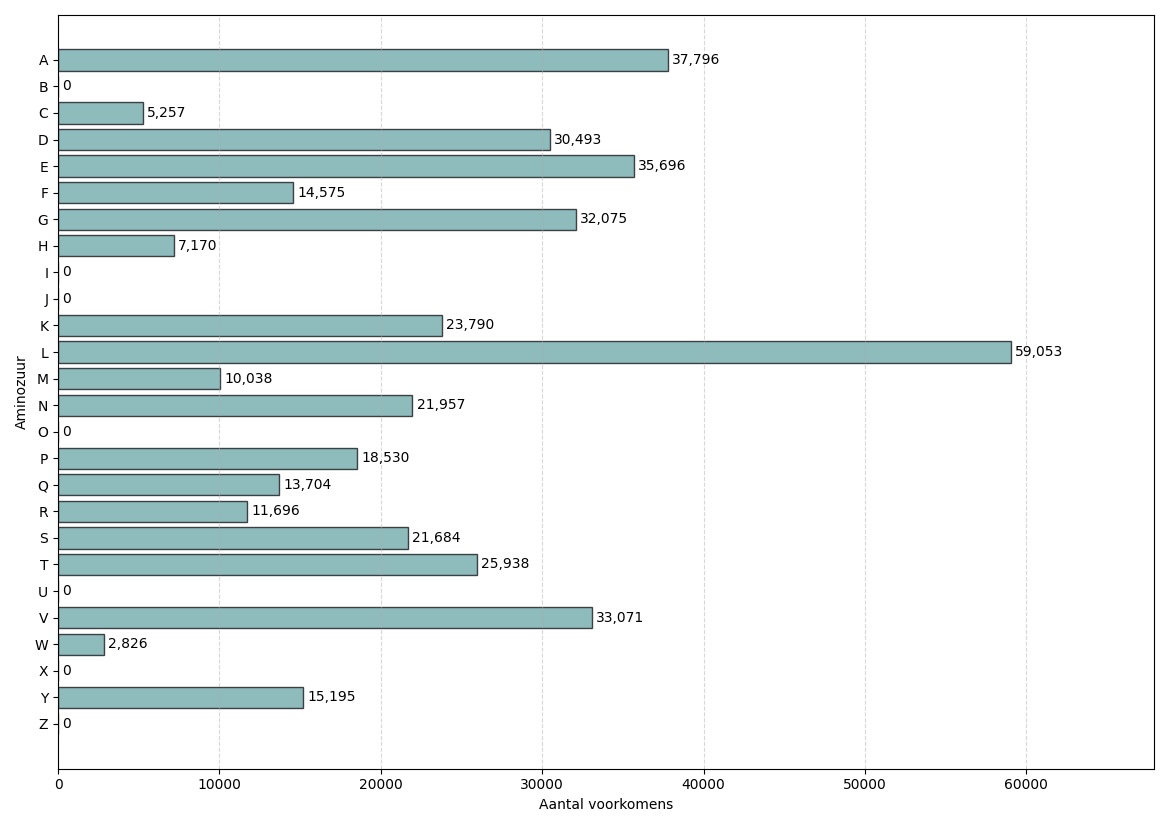 A 37,796
B 0
C 5,257
D 30,493
E 35,696
F 14,575
G 32,075
H 7,170
I 0
J 0
K 23,790
L 59,053
M 10,038
N 21,957
O 0
P 18,530
Q 13,704
R 11,696
S 21,684
T 25,938
U 0
V 33,071
W 2,826
X 0
Y 15,195
Z 0
Aminozuur
0 10000 20000 30000 40000 50000 60000
Aantal voorkomens